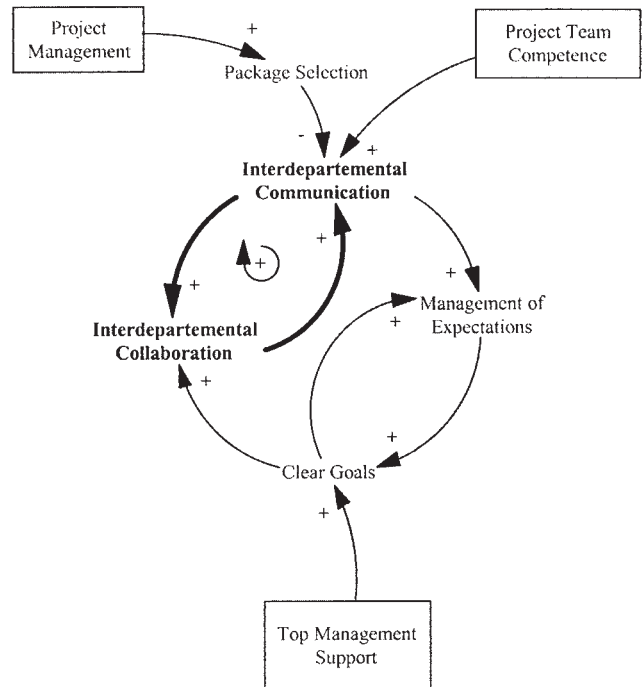 Project
Management
+
Package Selection
Project Team
Competence
-
+
Interdepartemental
Communication
+
+
+
+
Management of
Expectations
Interdepartemental
Collaboration
+
+
+
Clear Goals
+
Top Management
Support